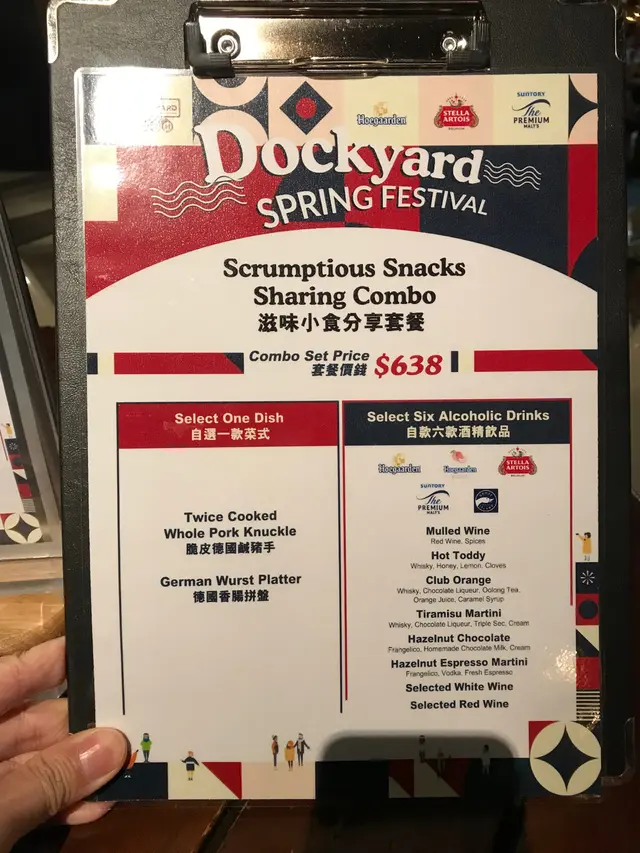 Hoegaarden
STELLA
ARTOIS
SUNTORY
The
PREMIUM
MALT'S
Dockyard
SPRING FESTIVAL
Scrumptious Snacks
Sharing Combo
滋味小食分享套餐
Combo Set Price
套餐價錢
$638
Select One Dish
自選一款菜式
Twice Cooked
Whole Pork Knuckle
脆皮德國鹹豬手
German Wurst Platter
德國香腸拼盤
Select Six Alcoholic Drinks
自款六款酒精飲品
Hoegaarden
Hoegaarden
STELLA
ARTOIS
SUNTORY
The
PREMIUM
MALT'S
Mulled Wine
Red Wine, Spices
Hot Toddy
Whisky, Honey, Lemon, Cloves
Club Orange
Whisky, Chocolate Liqueur, Oolong Tea,
Orange Juice, Caramel Syrup
Tiramisu Martini
Whisky, Chocolate Liqueur, Triple Sec, Cream
Hazelnut Chocolate
Frangelico, Homemade Chocolate Milk, Cream
Hazelnut Espresso Martini
Frangelico, Vodka, Fresh Espresso
Selected White Wine
Selected Red Wine